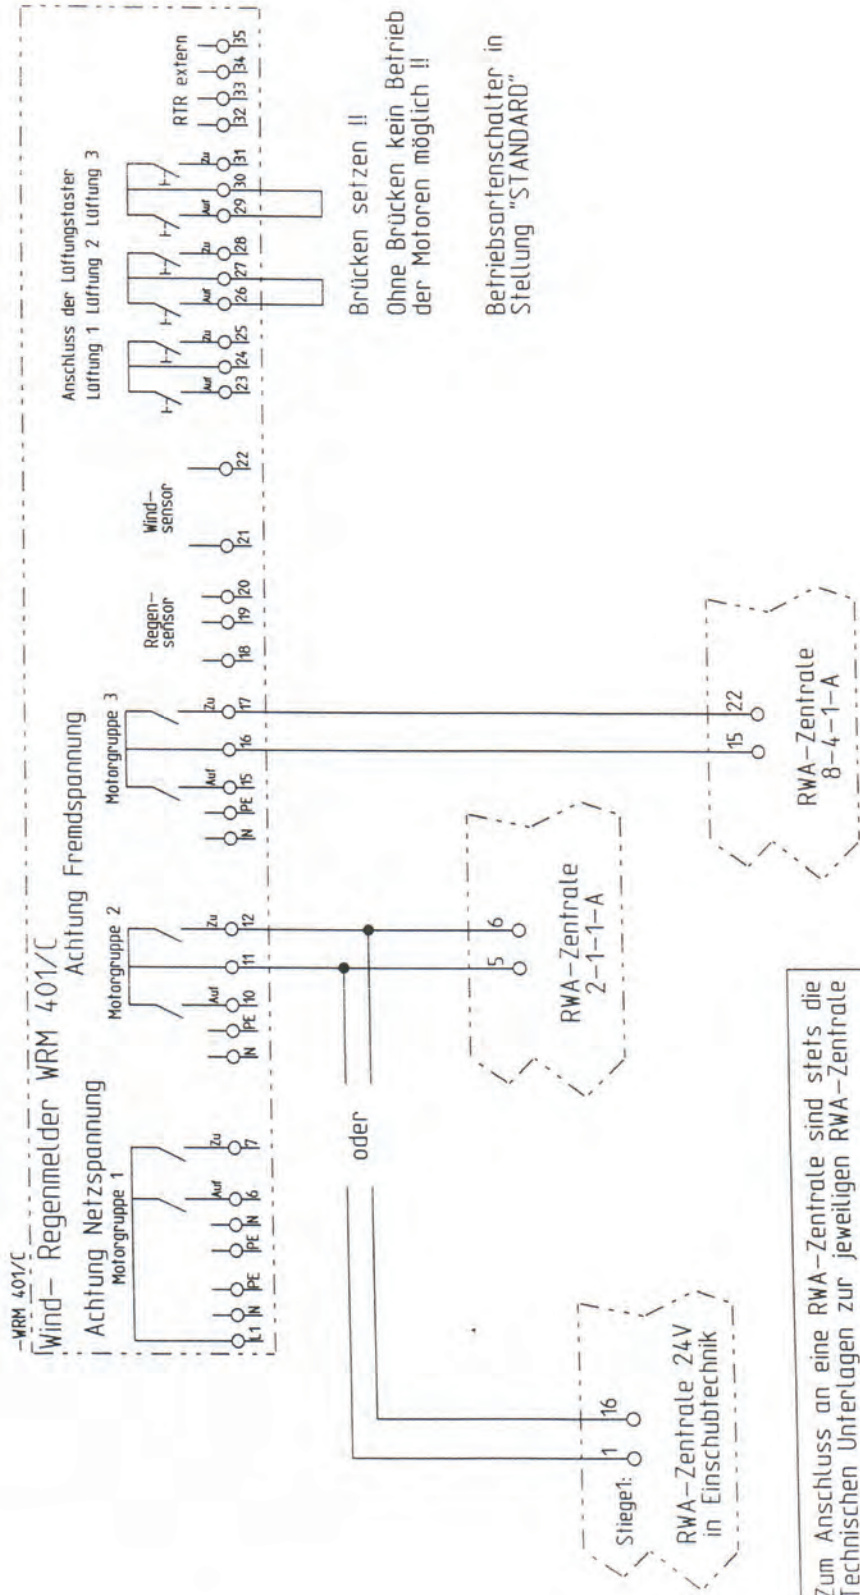 -WRM 401/C
Wind- Regenmelder WRM 401/C
Achtung Netzspannung
Achtung Fremdspannung
Motorgruppe 1
Motorgruppe 2
Motorgruppe 3
Regen-
sensor
Wind-
sensor
Anschluss der Lüftungstaster
Lüftung 1 Lüftung 2 Lüftung 3
RTR extern
Auf Zu Auf Zu Auf Zu Auf Zu Auf Zu Auf Zu
L1 N PE PE N 6 7 N PE 10 11 12 N PE 15 16 17 18 19 20 21 22 23 24 25 26 27 28 29 30 31 32 33 34 35
Brücken setzen !!
Ohne Brücken kein Betrieb
der Motoren möglich !!
Betriebsartenschalter in
Stellung "STANDARD"
oder
5 6
RWA-Zentrale
2-1-1-A
Stiege1: 1 16
RWA-Zentrale 24V
in Einschubtechnik
15 22
RWA-Zentrale
8-4-1-A
Zum Anschluss an eine RWA-Zentrale sind stets die
Technischen Unterlagen zur jeweiligen RWA-Zentrale